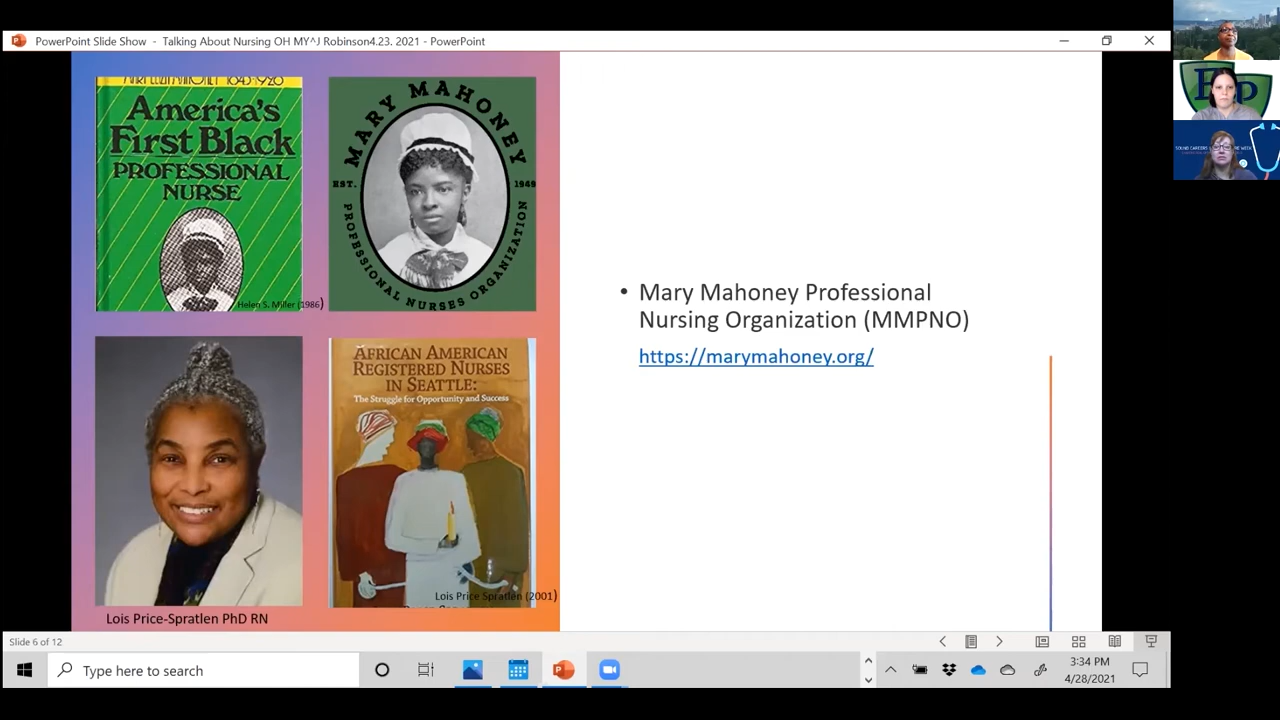 PowerPoint Slide Show - Talking About Nursing OH MY^J Robinson4.23. 2021 - PowerPoint
America's
First Black
PROFESSIONAL
NURSE
Helen S. Miller (1986)
MARY MAHONEY
EST. 1949
PROFESSIONAL NURSES ORGANIZATION
Lois Price-Spratlen PhD RN
AFRICAN AMERICAN
REGISTERED NURSES
IN SEATTLE:
The Struggle for Opportunity and Success
Lois Price Spratlen (2001)
• Mary Mahoney Professional
Nursing Organization (MMPNO)
https://marymahoney.org/
Slide 6 of 12
Type here to search
3:34 PM
4/28/2021